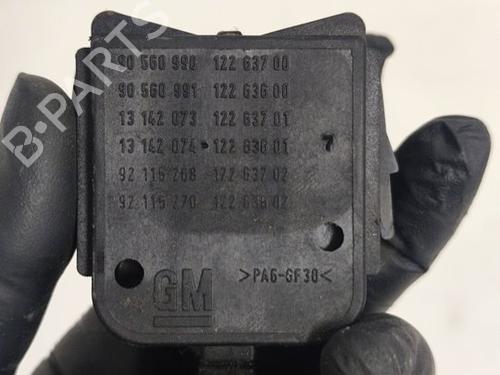 90 560 990 122 637 00
90 560 991 122 636 00
13 142 073 122 637 01
13 142 074 • 122 636 01 7
92 115 268 122 637 02
92 115 270 122 636 02
GM >PA6-GF30<
B-PARTS